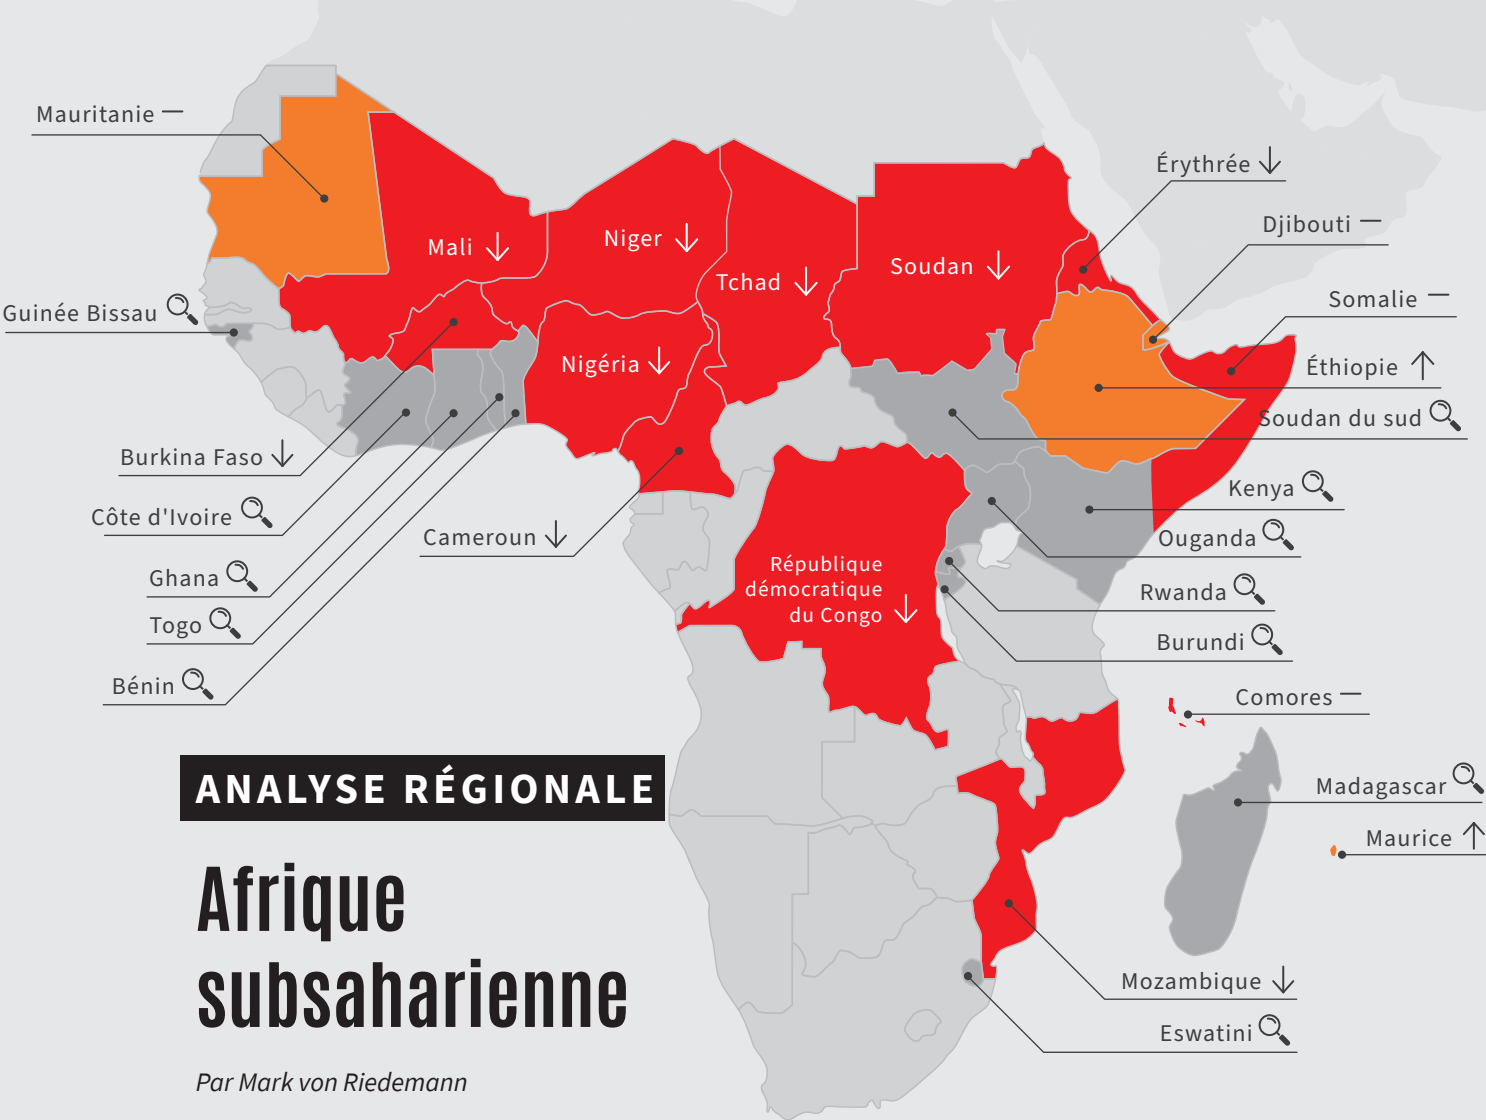 Mauritanie —
Érythrée ↓
Djibouti —
Mali ↓
Niger ↓
Tchad ↓
Soudan ↓
Guinée Bissau
Somalie —
Nigéria ↓
Éthiopie ↑
Soudan du sud
Burkina Faso ↓
Kenya
Côte d'Ivoire
Cameroun ↓
Ouganda
Ghana
République
démocratique
du Congo ↓
Rwanda
Togo
Burundi
Bénin
Comores —
ANALYSE RÉGIONALE
Madagascar
Maurice ↑
Afrique
subsaharienne
Mozambique ↓
Eswatini
Par Mark von Riedemann